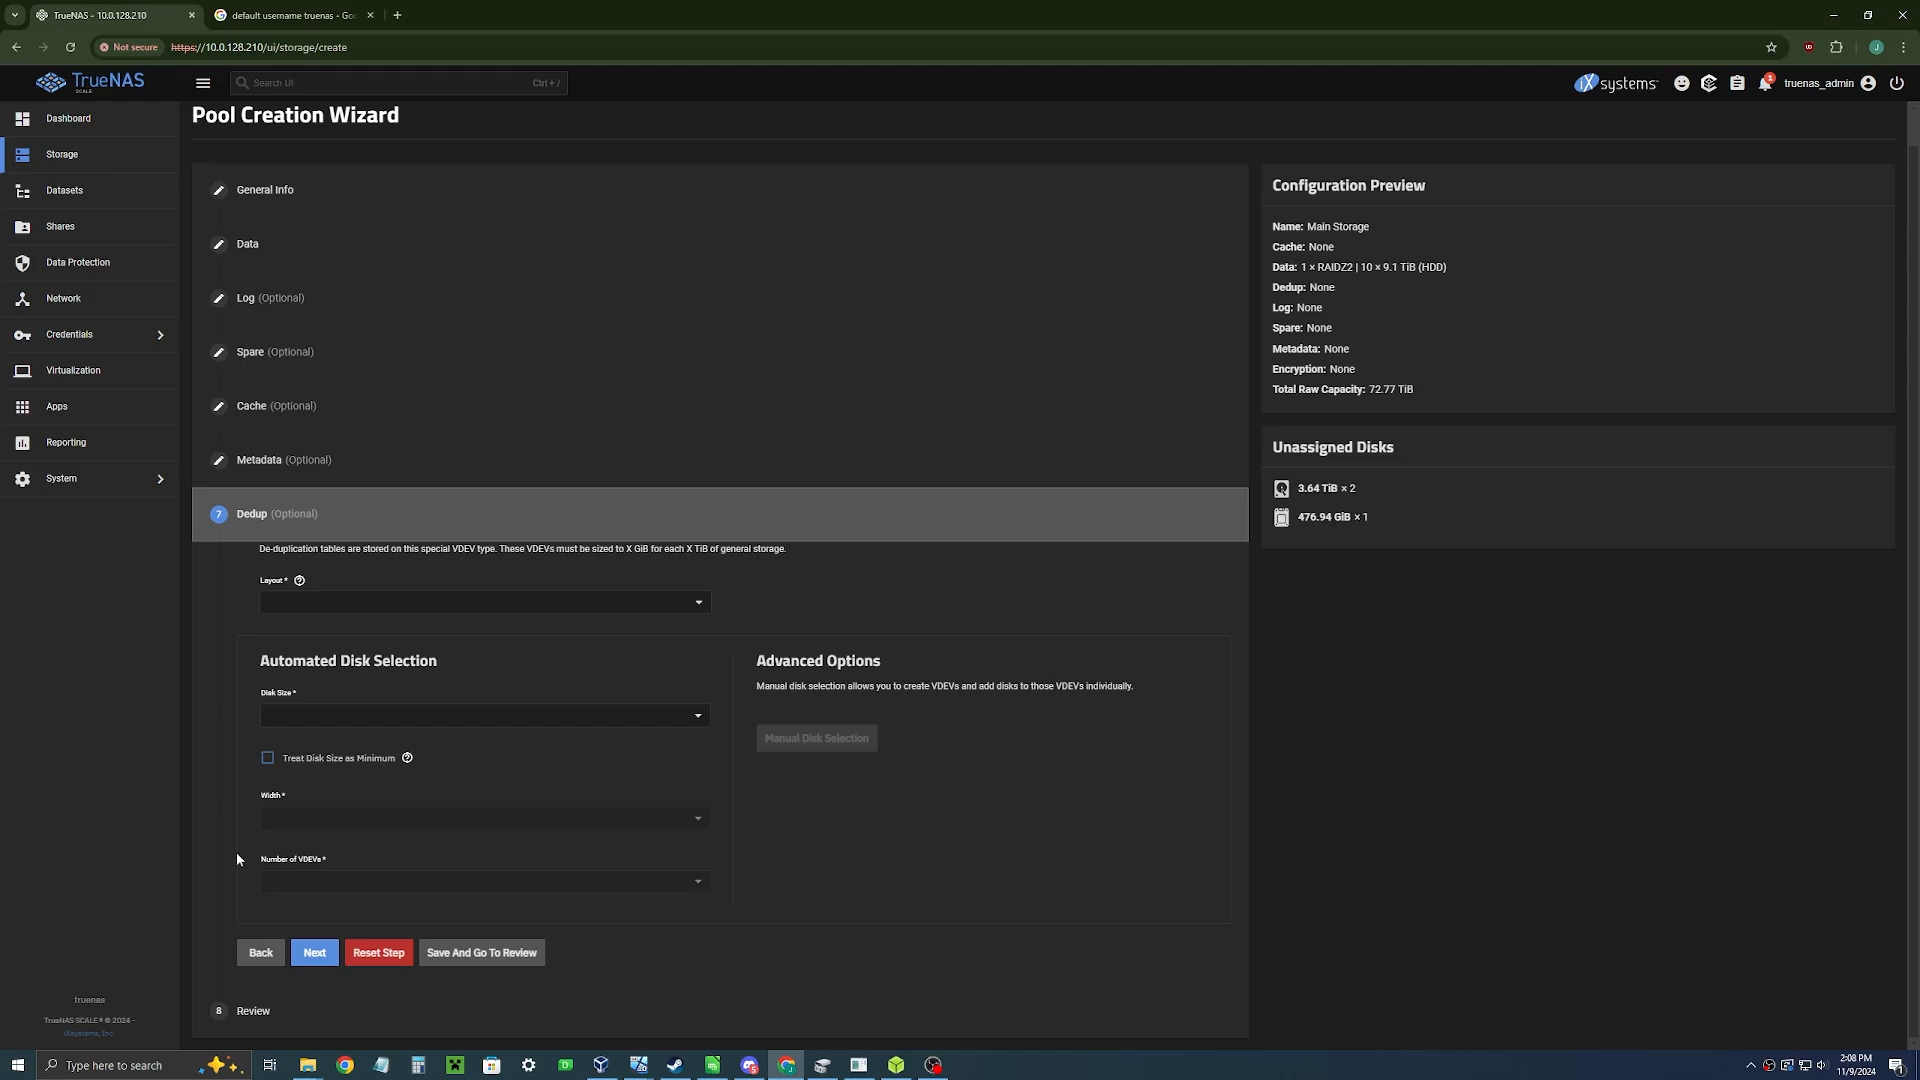 TrueNAS - 10.0.128.210
default username truenas - Goo
Not secure
https://10.0.128.210/ui/storage/create
J
TrueNAS
SCALE
Search UI
Ctrl + /
iXsystems
1
truenas_admin
Dashboard
Storage
Datasets
Shares
Data Protection
Network
Credentials
Virtualization
Apps
Reporting
System
truenas
TrueNAS SCALE ® © 2024 -
iXsystems, Inc.
Pool Creation Wizard
General Info
Data
Log (Optional)
Spare (Optional)
Cache (Optional)
Metadata (Optional)
7 Dedup (Optional)
De-duplication tables are stored on this special VDEV type. These VDEVs must be sized to X GiB for each X TiB of general storage.
Layout *
Automated Disk Selection
Disk Size *
Treat Disk Size as Minimum
Width *
Number of VDEVs *
Advanced Options
Manual disk selection allows you to create VDEVs and add disks to those VDEVs individually.
Manual Disk Selection
Back
Next
Reset Step
Save And Go To Review
8 Review
Configuration Preview
Name: Main Storage
Cache: None
Data: 1 × RAIDZ2 | 10 × 9.1 TiB (HDD)
Dedup: None
Log: None
Spare: None
Metadata: None
Encryption: None
Total Raw Capacity: 72.77 TiB
Unassigned Disks
3.64 TiB × 2
476.94 GiB × 1
Type here to search
2:08 PM
11/9/2024